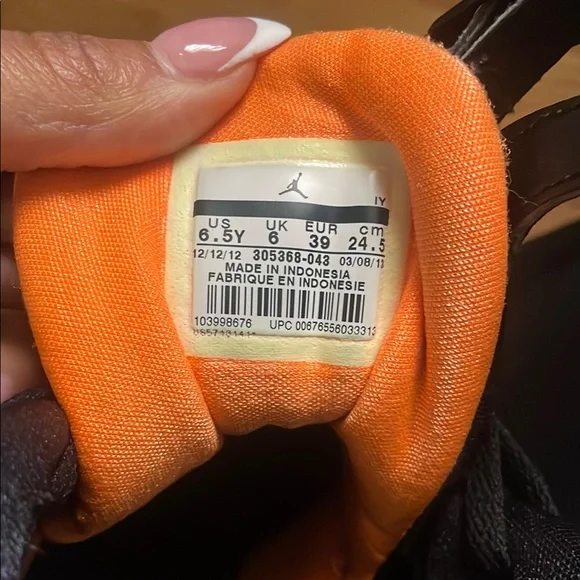 IY
US UK EUR cm
6.5Y 6 39 24.5
12/12/12 305368-043 03/08/13
MADE IN INDONESIA
FABRIQUE EN INDONESIE
103998676 UPC 00676556033313